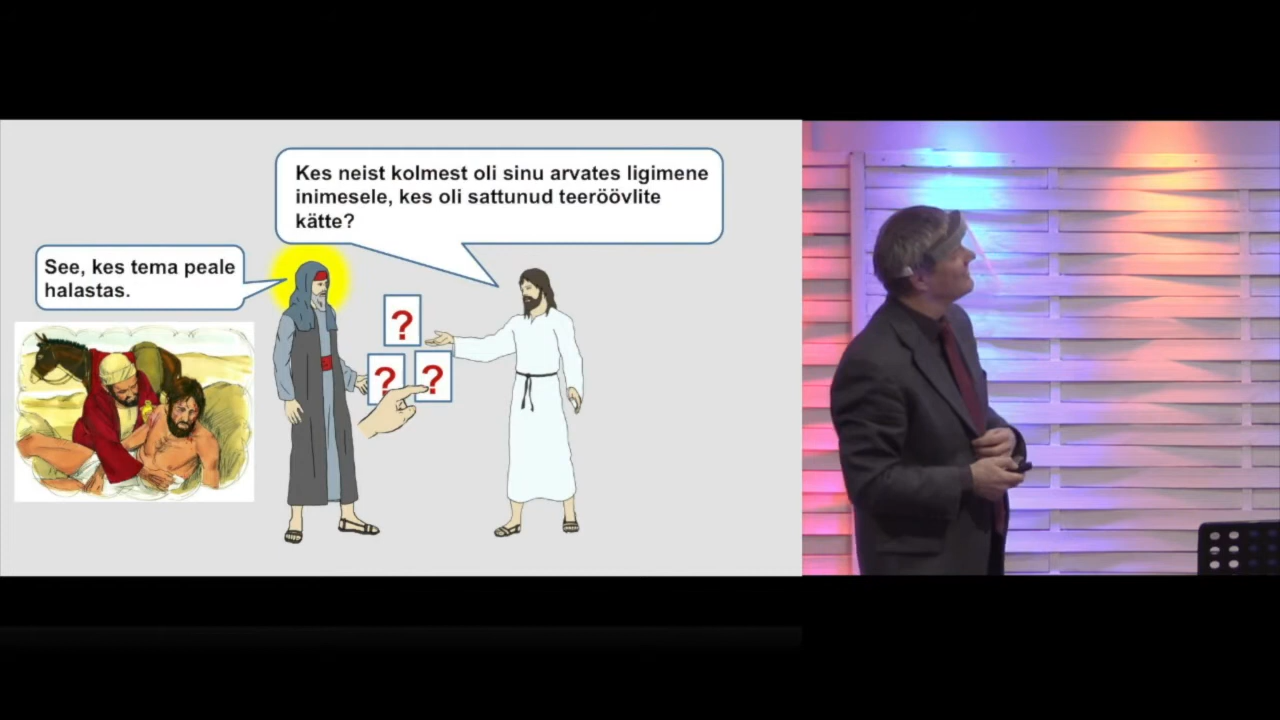 Kes neist kolmest oli sinu arvates ligimene
inimesele, kes oli sattunud teeröövlite
kätte?
See, kes tema peale
halastas.
?
? ?